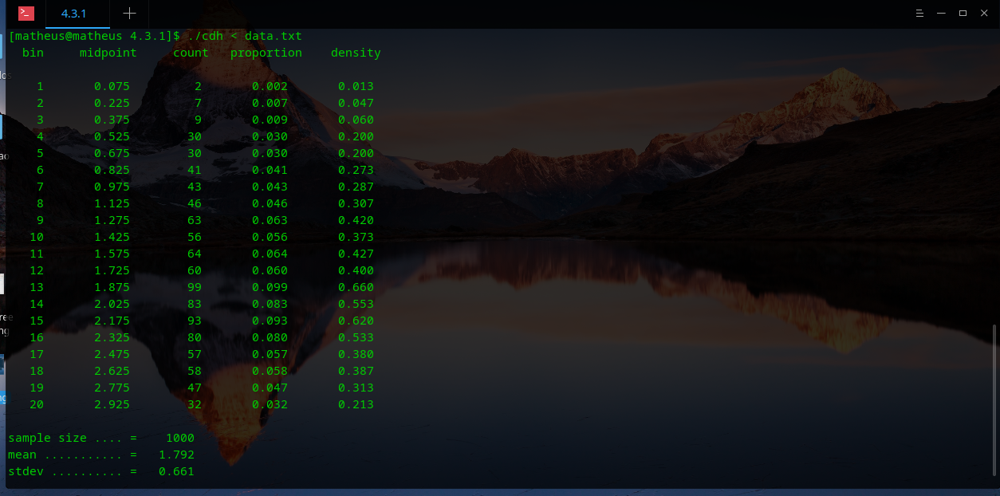 4.3.1
[matheus@matheus 4.3.1]$ ./cdh < data.txt
bin midpoint count proportion density
1 0.075 2 0.002 0.013
2 0.225 7 0.007 0.047
3 0.375 9 0.009 0.060
4 0.525 30 0.030 0.200
5 0.675 30 0.030 0.200
6 0.825 41 0.041 0.273
7 0.975 43 0.043 0.287
8 1.125 46 0.046 0.307
9 1.275 63 0.063 0.420
10 1.425 56 0.056 0.373
11 1.575 64 0.064 0.427
12 1.725 60 0.060 0.400
13 1.875 99 0.099 0.660
14 2.025 83 0.083 0.553
15 2.175 93 0.093 0.620
16 2.325 80 0.080 0.533
17 2.475 57 0.057 0.380
18 2.625 58 0.058 0.387
19 2.775 47 0.047 0.313
20 2.925 32 0.032 0.213
sample size .... = 1000
mean ........... = 1.792
stdev .......... = 0.661